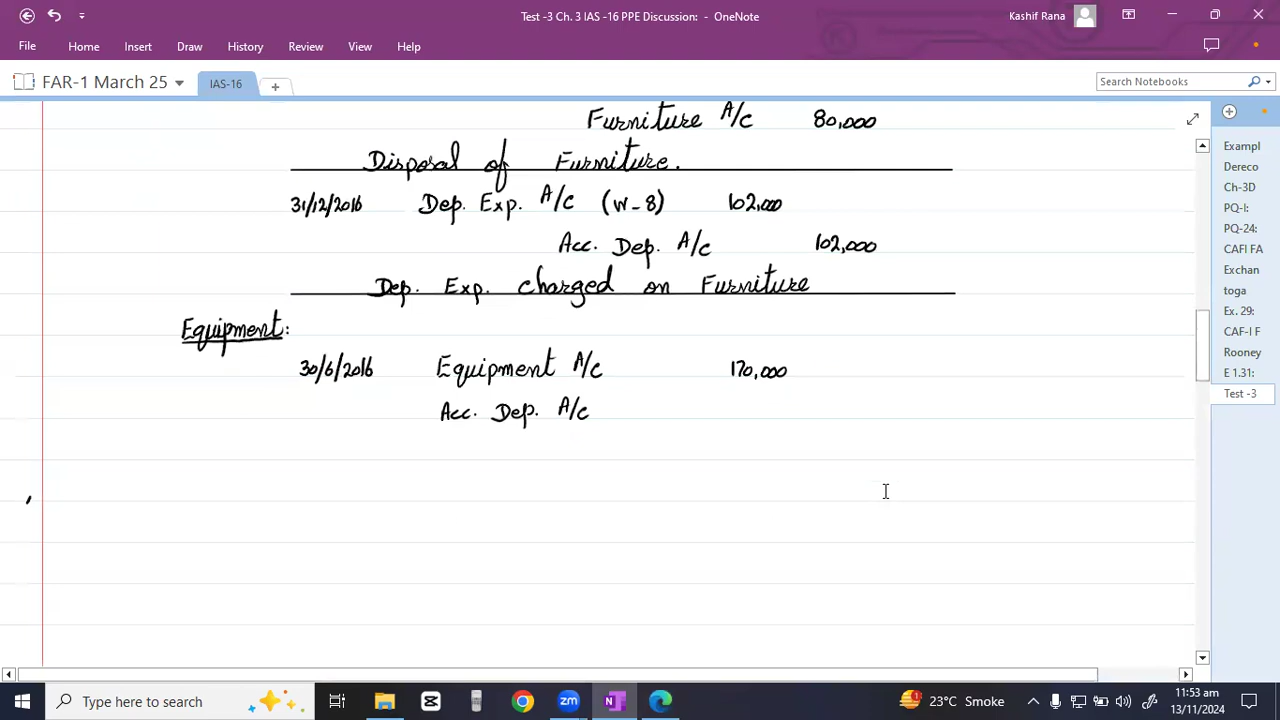 Test -3 Ch. 3 IAS -16 PPE Discussion: - OneNote
Kashif Rana
File Home Insert Draw History Review View Help
FAR-1 March 25
IAS-16
Search Notebooks
Furniture A/C 80,000
Disposal of Furniture.
31/12/2016 Dep. Exp. A/C (W-8) 102,000
Acc. Dep. A/C 102,000
Dep. Exp. charged on Furniture
Equipment:
30/6/2016 Equipment A/C 170,000
Acc. Dep. A/C
Exampl
Dereco
Ch-3D
PQ-I:
PQ-24:
CAFI FA
Exchan
toga
Ex. 29:
CAF-I F
Rooney
E 1.31:
Test -3
Type here to search
zm
N
1
23°C Smoke
11:53 am
13/11/2024